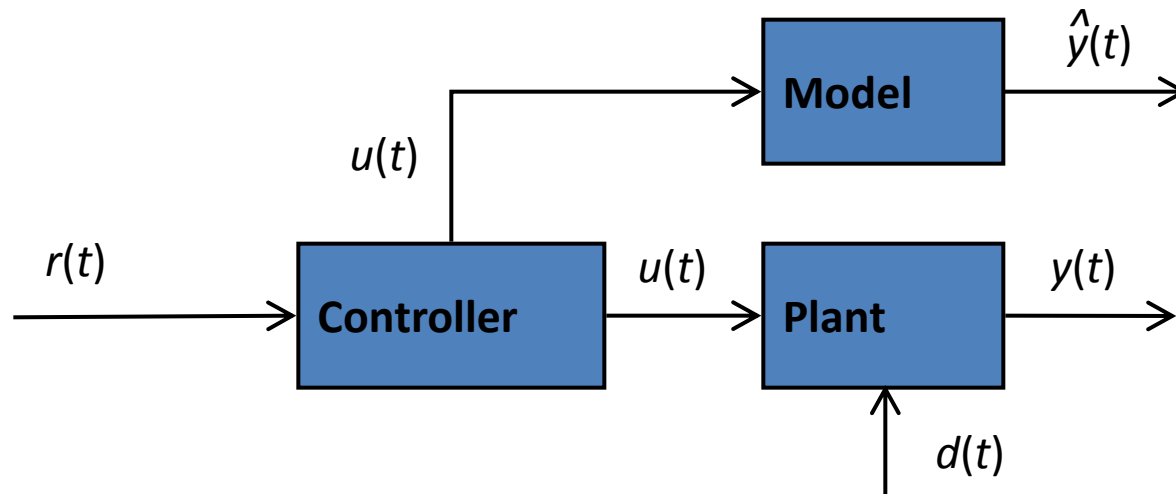 ŷ(t)
Model
u(t)
r(t)
u(t)
y(t)
Controller
Plant
d(t)